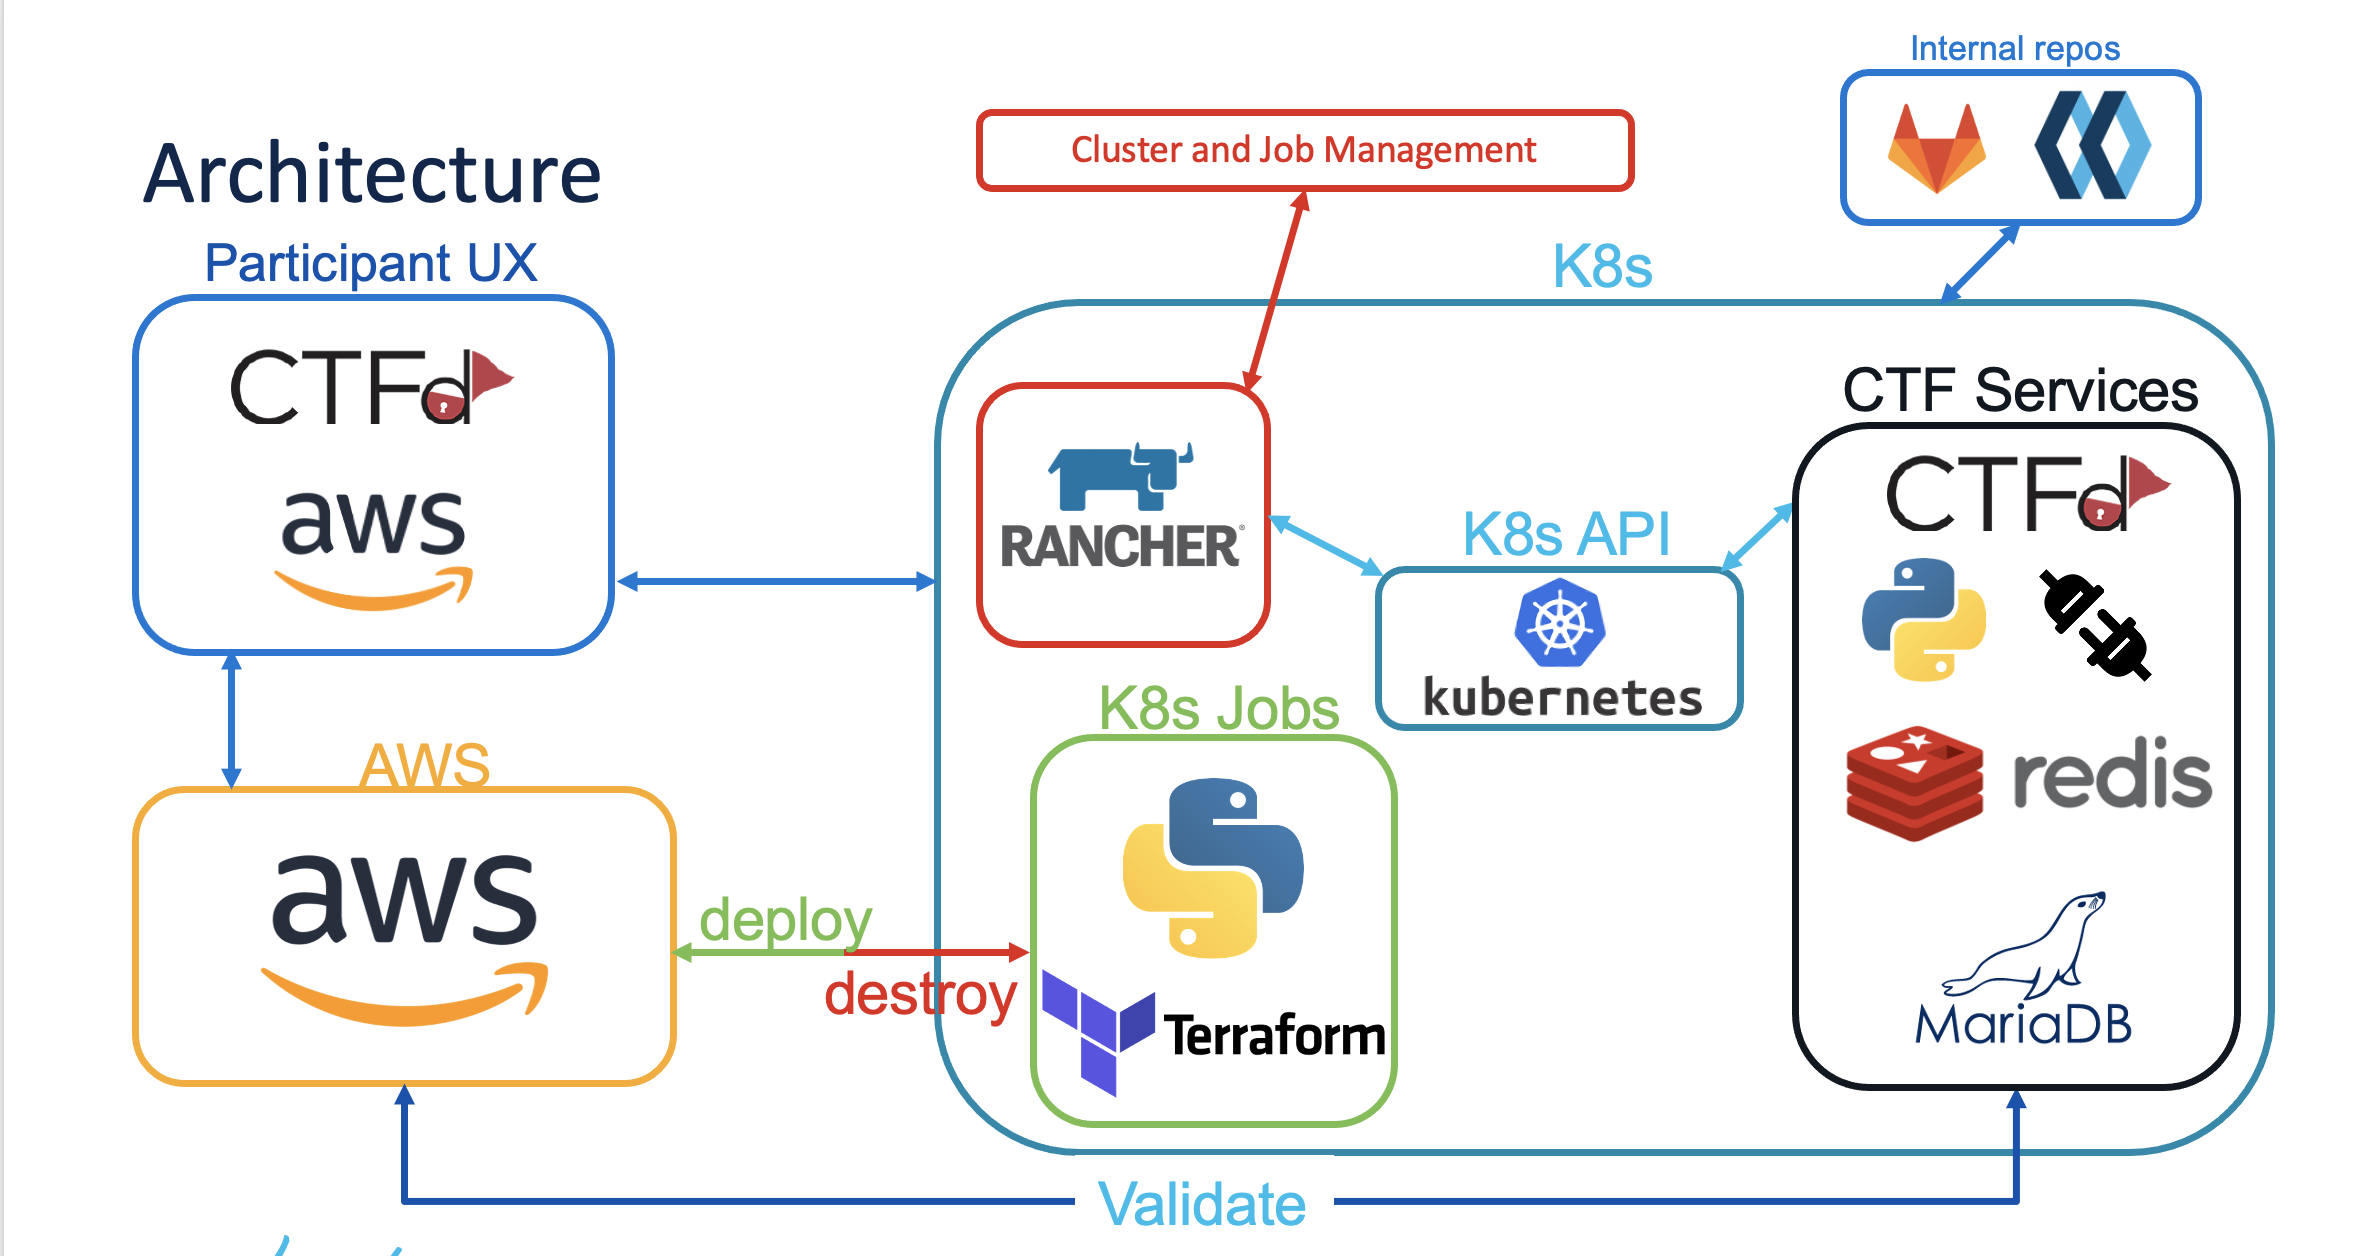 Architecture
Internal repos
Cluster and Job Management
Participant UX
K8s
CTFd
aws
CTF Services
RANCHER
K8s API
kubernetes
CTFd
redis
MariaDB
K8s Jobs
Terraform
AWS
aws
deploy
destroy
Validate